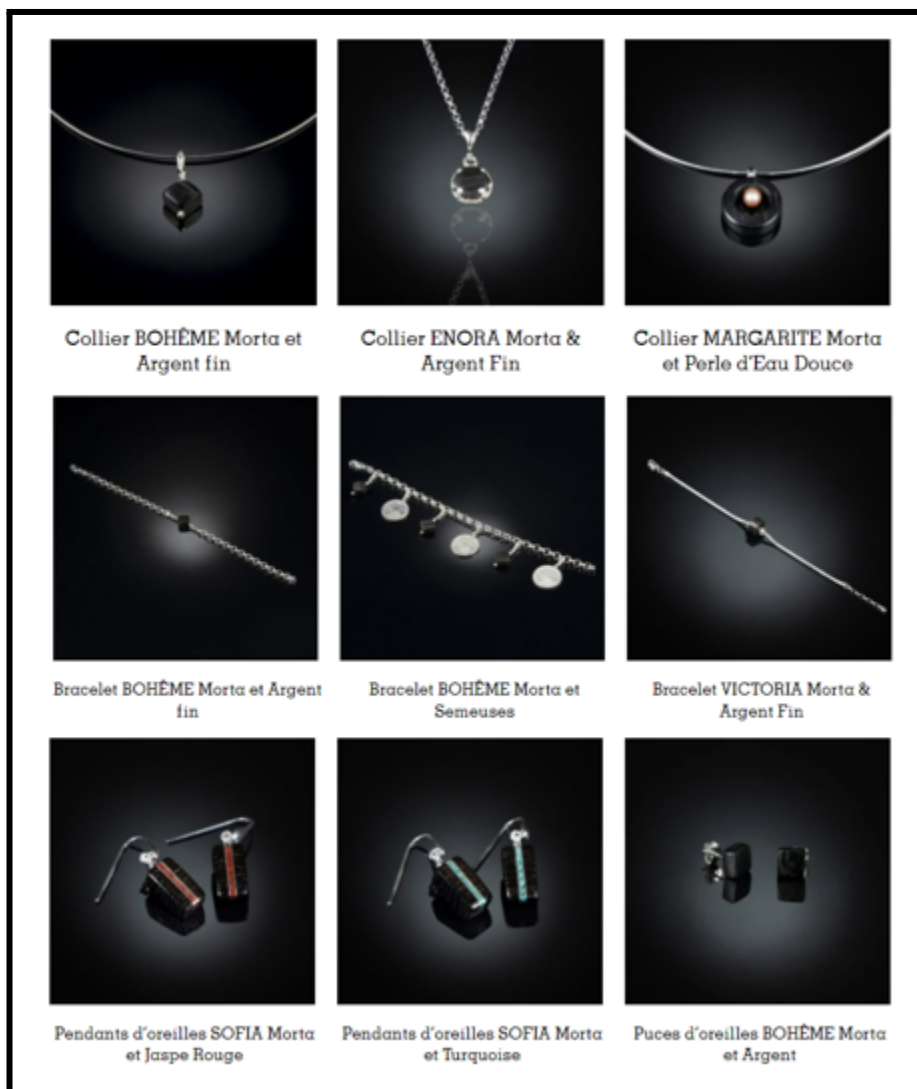 Collier BOHÊME Morta et
Argent fin
Collier ENORA Morta &
Argent Fin
Collier MARGARITE Morta
et Perle d'Eau Douce
Bracelet BOHÊME Morta et Argent
fin
Bracelet BOHÊME Morta et
Semeuses
Bracelet VICTORIA Morta &
Argent Fin
Pendants d'oreilles SOFIA Morta
et Jaspe Rouge
Pendants d'oreilles SOFIA Morta
et Turquoise
Puces d'oreilles BOHÊME Morta
et Argent